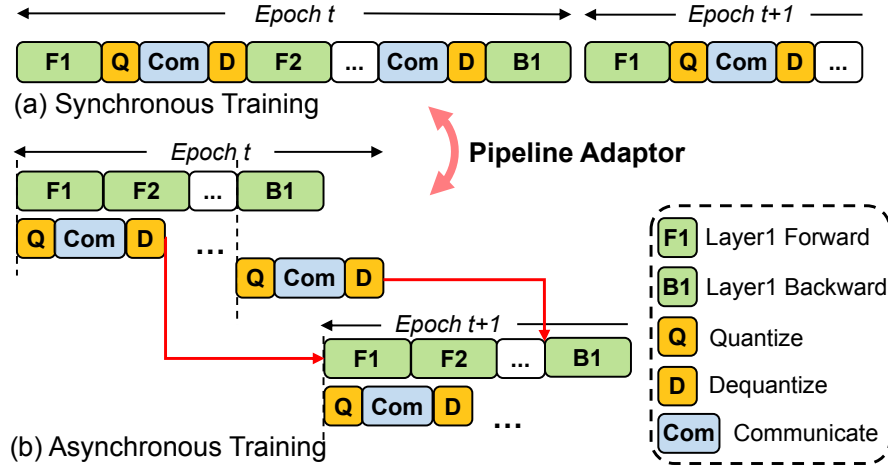 Epoch t
Epoch t+1
F1 Q Com D F2 ... Com D B1
F1 Q Com D ...
(a) Synchronous Training
Pipeline Adaptor
Epoch t
F1 F2 ... B1
Q Com D ...
Q Com D
Epoch t+1
F1 F2 ... B1
Q Com D ...
(b) Asynchronous Training
F1 Layer1 Forward
B1 Layer1 Backward
Q Quantize
D Dequantize
Com Communicate